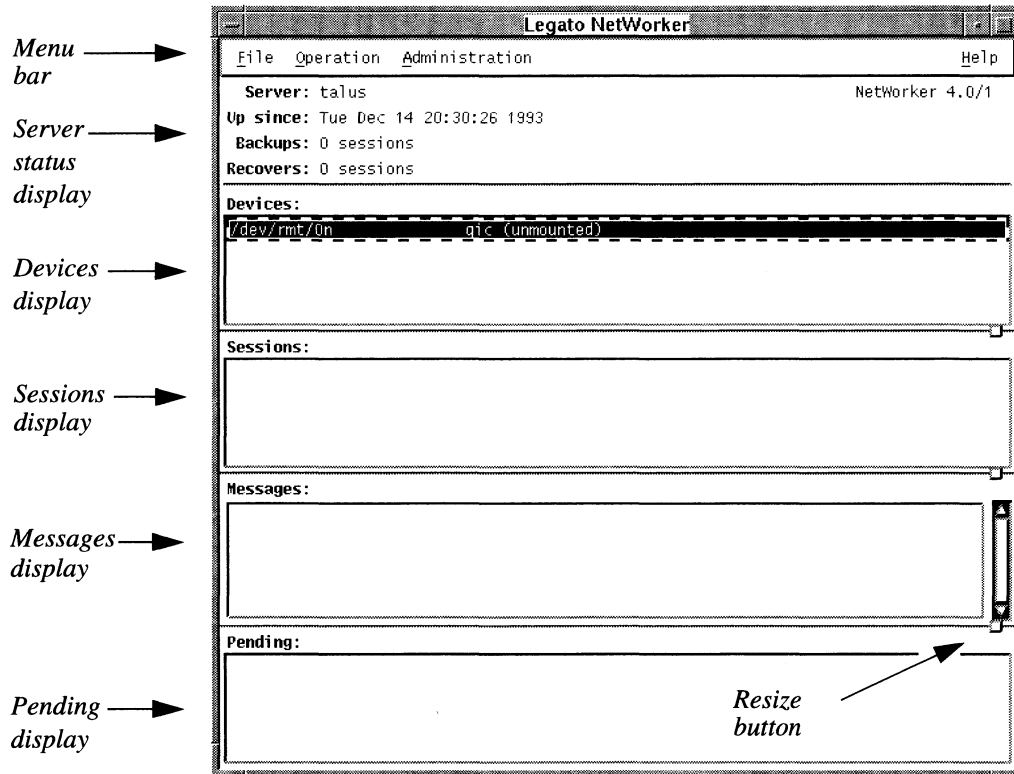 Legato NetWorker
Menu
bar
File Operation Administration Help
Server: talus NetWorker 4.0/1
Up since: Tue Dec 14 20:30:26 1993
Backups: 0 sessions
Recovers: 0 sessions
Server
status
display
Devices:
/dev/rmt/0n qic (unmounted)
Devices
display
Sessions:
Sessions
display
Messages:
Messages
display
Pending:
Pending
display
Resize
button